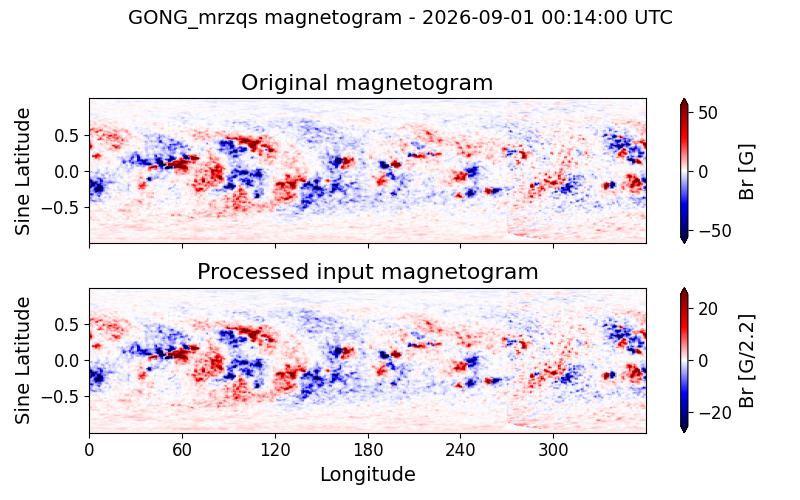 GONG_mrzqs magnetogram - 2026-09-01 00:14:00 UTC
Original magnetogram
Sine Latitude
0.5
0.0
−0.5
50
0
−50
Br [G]
Processed input magnetogram
Sine Latitude
0.5
0.0
−0.5
0
60
120
180
240
300
Longitude
20
0
−20
Br [G/2.2]